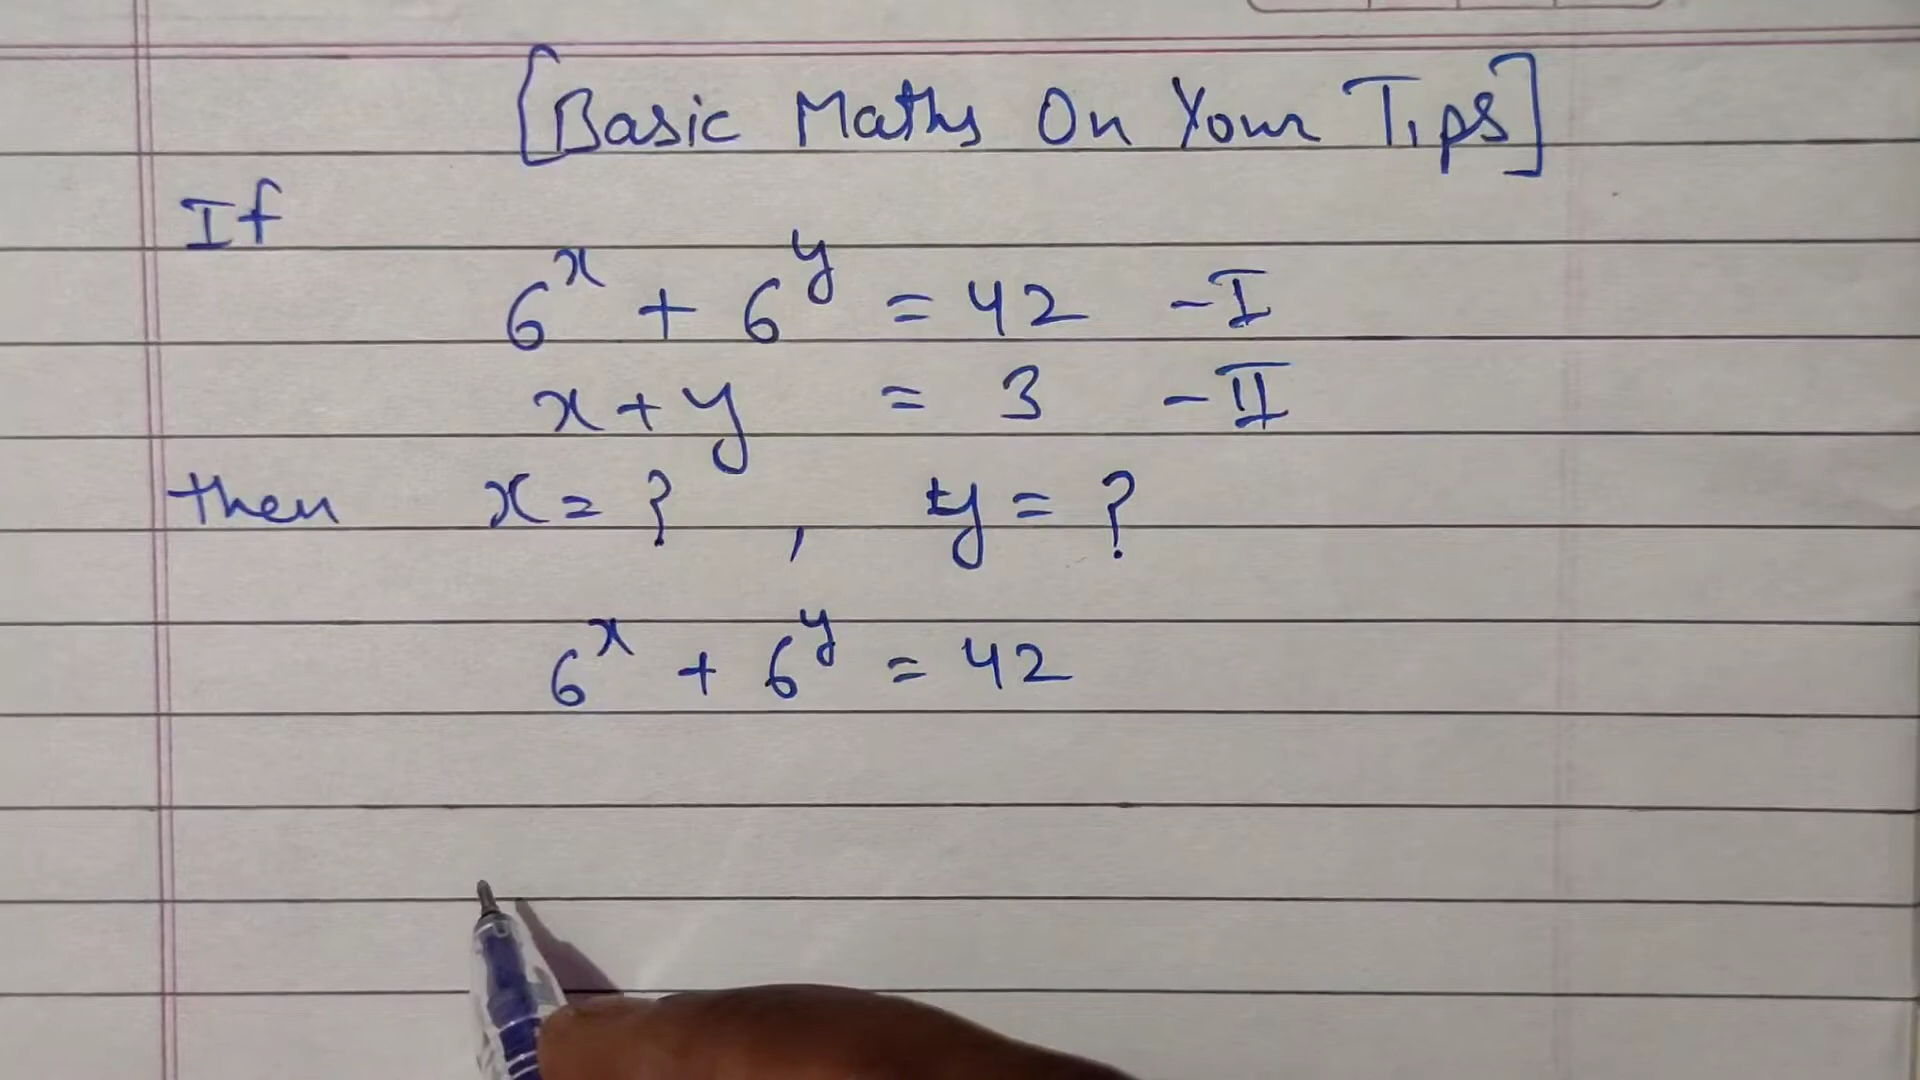 [Basic Maths On Your Tips]
If
6^x + 6^y = 42 - I
x + y = 3 - II
then x = ? , y = ?
6^x + 6^y = 42